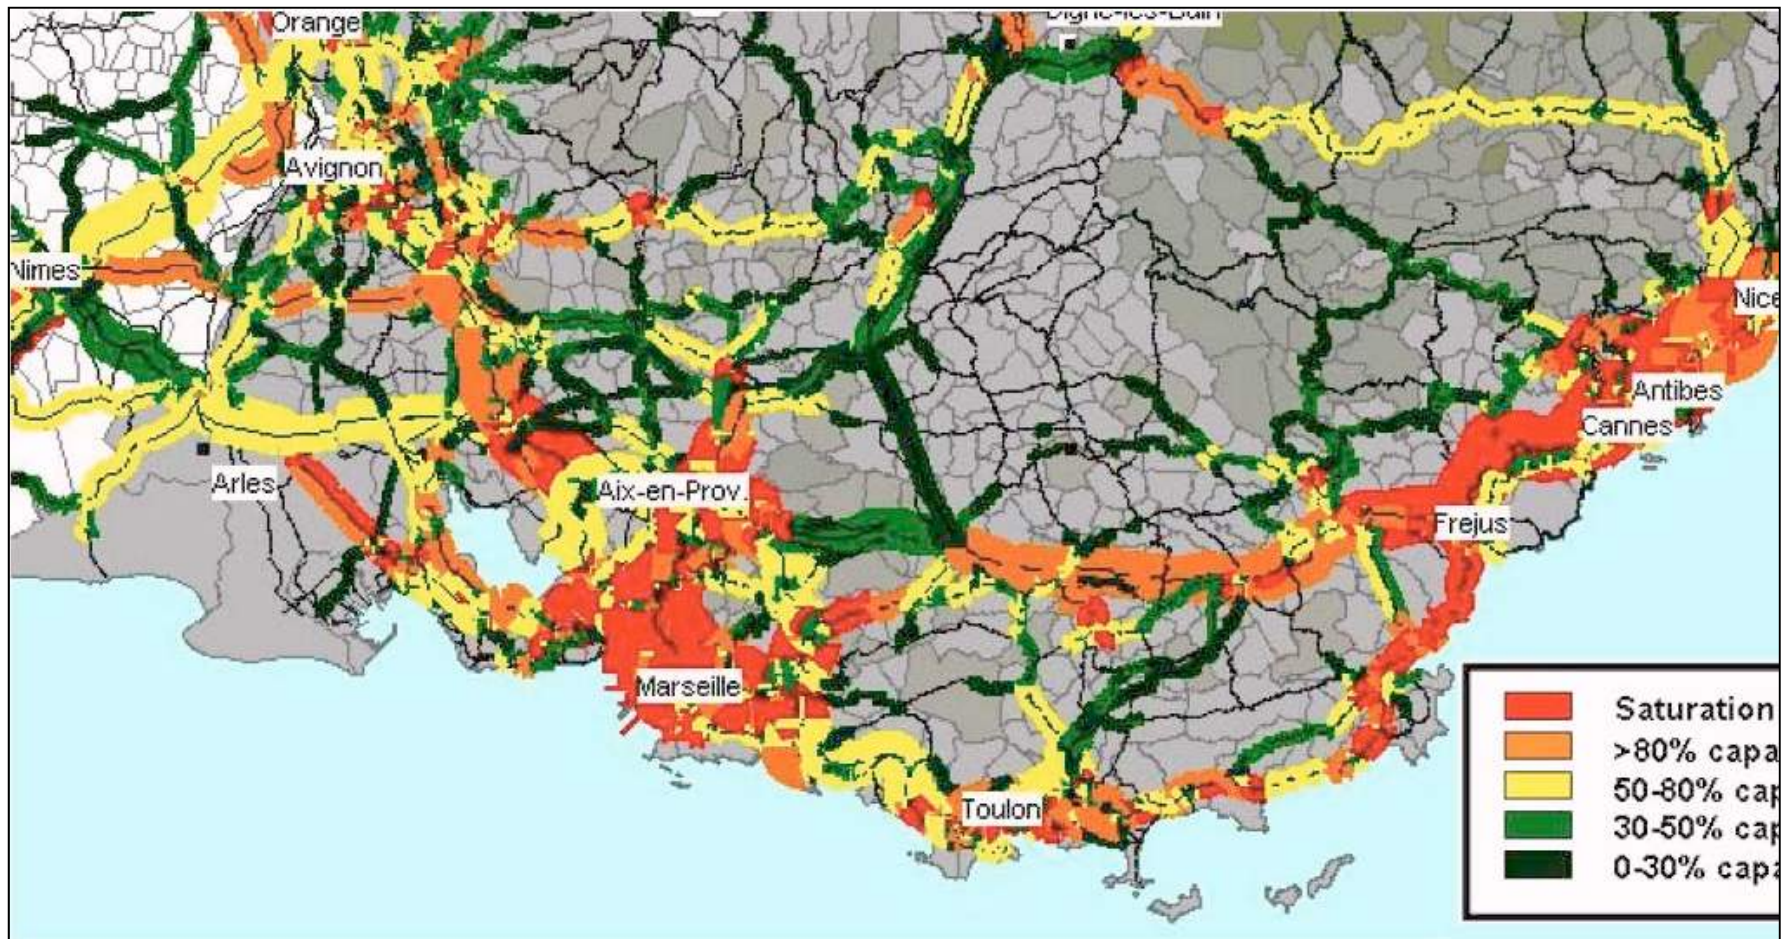 Orange
Avignon
Nimes
Arles
Aix-en-Prov.
Marseille
Toulon
Frejus
Cannes
Antibes
Nice
Saturation
>80% capa
50-80% cap
30-50% cap
0-30% capa